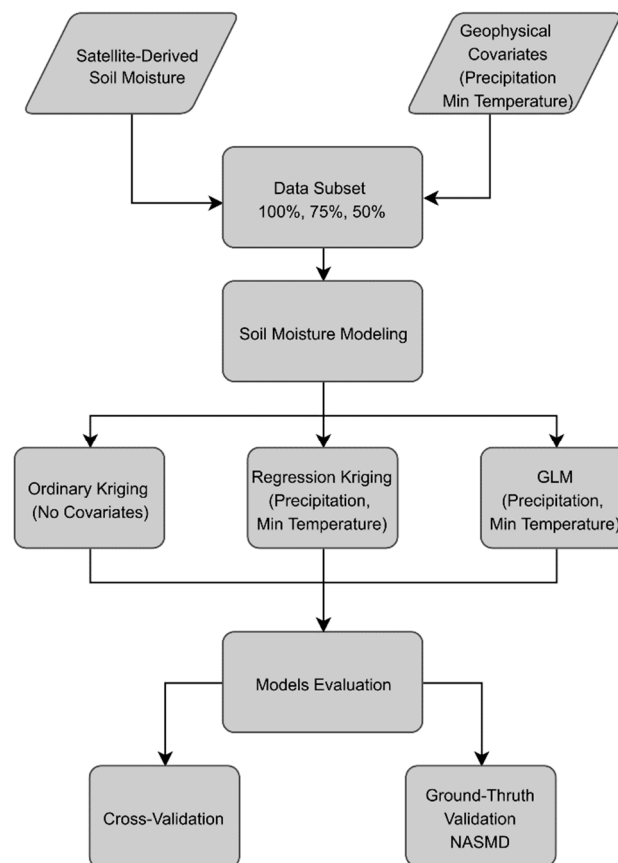 Satellite-Derived
Soil Moisture
Geophysical
Covariates
(Precipitation
Min Temperature)
Data Subset
100%, 75%, 50%
Soil Moisture Modeling
Ordinary Kriging
(No Covariates)
Regression Kriging
(Precipitation,
Min Temperature)
GLM
(Precipitation,
Min Temperature)
Models Evaluation
Cross-Validation
Ground-Thruth
Validation
NASMD